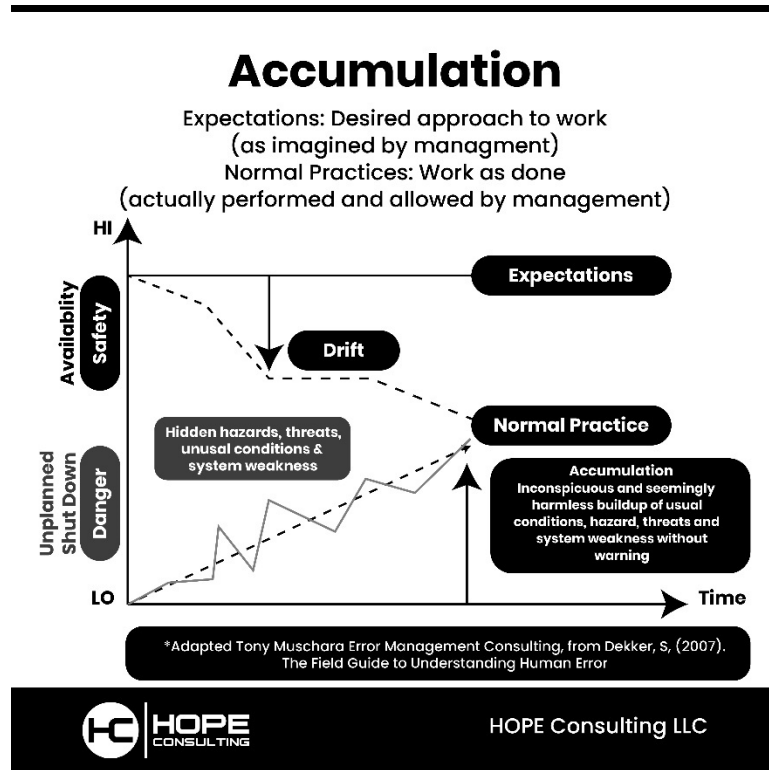 Accumulation
Expectations: Desired approach to work
(as imagined by managment)
Normal Practices: Work as done
(actually performed and allowed by management)
HI
Expectations
Availablity
Safety
Drift
Normal Practice
Hidden hazards, threats,
unusual conditions &
system weakness
Accumulation
Inconspicuous and seemingly
harmless buildup of usual
conditions, hazard, threats and
system weakness without
warning
Unplanned
Shut Down
Danger
LO
Time
*Adapted Tony Muschara Error Management Consulting, from Dekker, S, (2007).
The Field Guide to Understanding Human Error
HC
HOPE
CONSULTING
HOPE Consulting LLC